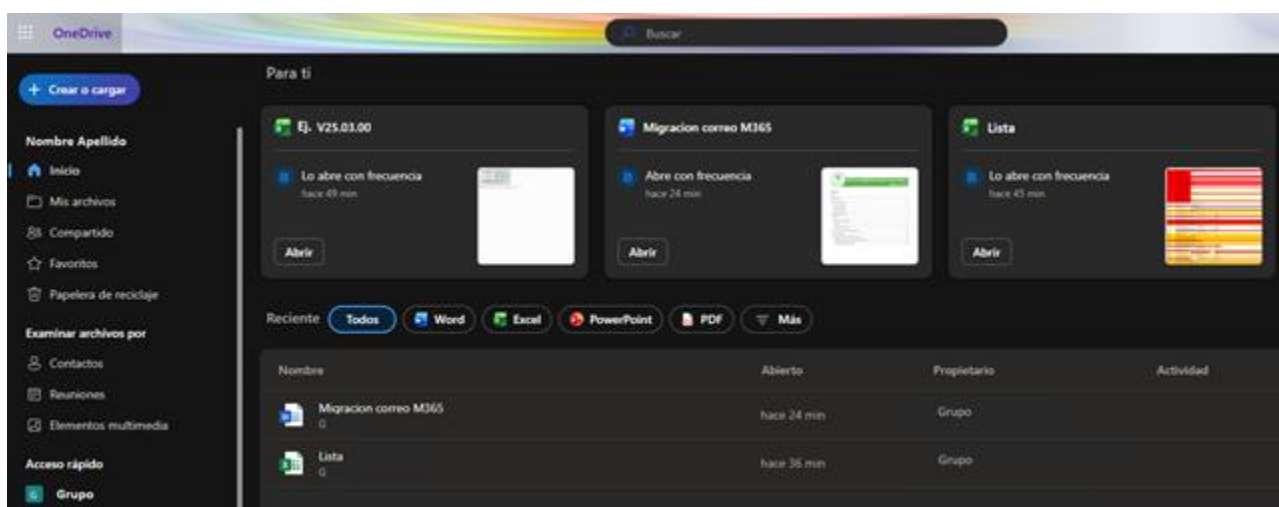 OneDrive
Buscar
+ Crear o cargar
Nombre Apellido
Inicio
Mis archivos
Compartido
Favoritos
Papelera de reciclaje
Examinar archivos por
Contactos
Reuniones
Elementos multimedia
Acceso rápido
G Grupo
Para ti
Ej. V25.03.00
Lo abre con frecuencia
hace 49 min
Abrir
Migracion correo M365
Abre con frecuencia
hace 24 min
Abrir
Lista
Lo abre con frecuencia
hace 45 min
Abrir
Reciente Todos Word Excel PowerPoint PDF Más
Nombre Abierto Propietario Actividad
Migracion correo M365 hace 24 min Grupo
G
Lista hace 36 min Grupo
G